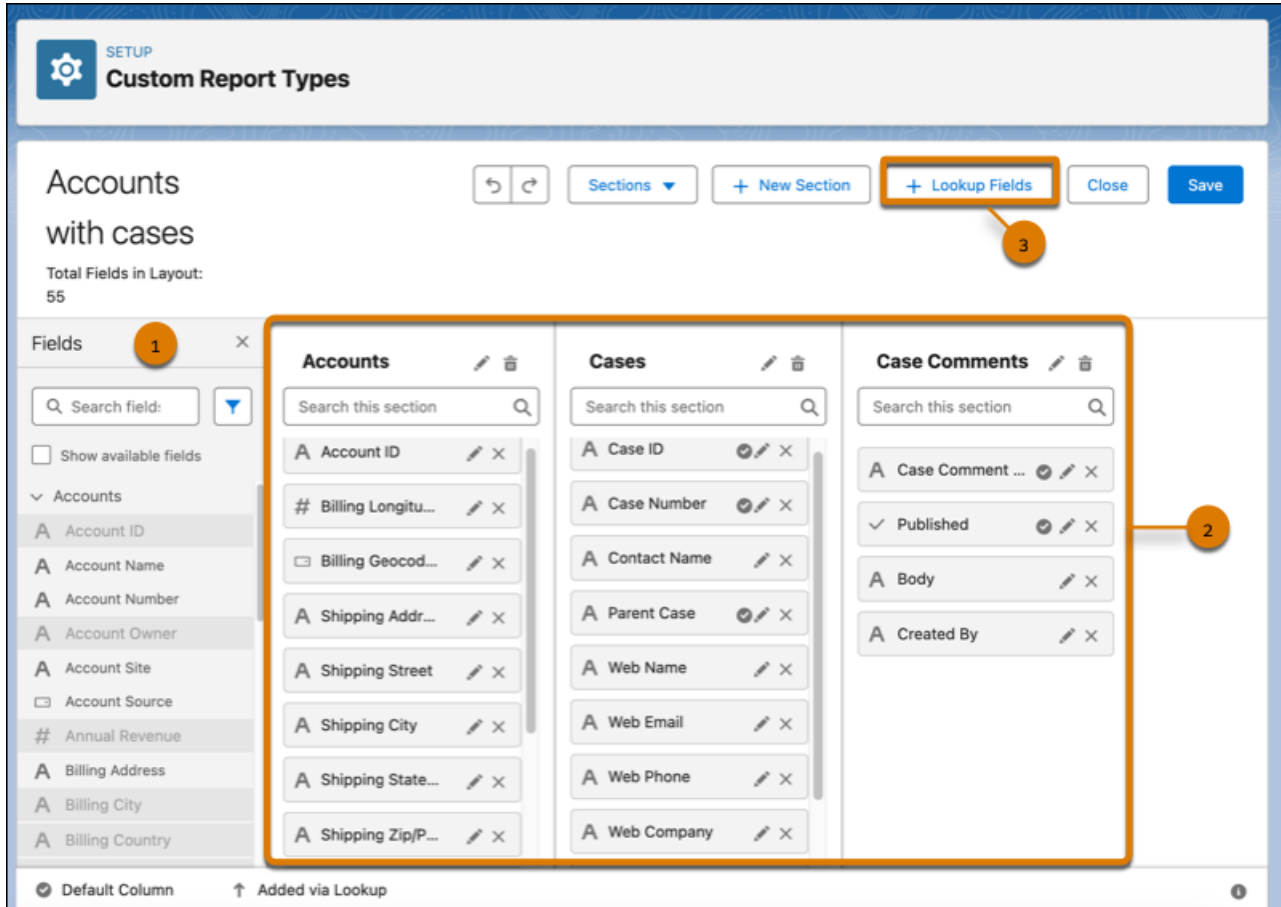 SETUP
Custom Report Types
Accounts
with cases
Total Fields in Layout:
55
Sections
+ New Section
+ Lookup Fields
Close
Save
3
Fields
1
Search field:
Show available fields
Accounts
A Account ID
A Account Name
A Account Number
A Account Owner
A Account Site
Account Source
# Annual Revenue
A Billing Address
A Billing City
A Billing Country
Accounts
Search this section
A Account ID
# Billing Longitu...
Billing Geocod...
A Shipping Addr...
A Shipping Street
A Shipping City
A Shipping State...
A Shipping Zip/P...
Cases
Search this section
A Case ID
A Case Number
A Contact Name
A Parent Case
A Web Name
A Web Email
A Web Phone
A Web Company
Case Comments
Search this section
A Case Comment ...
Published
A Body
A Created By
2
Default Column
Added via Lookup